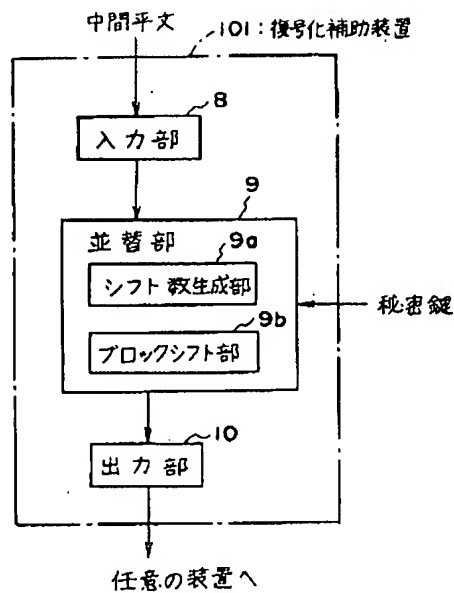 中間平文
101:復号化補助装置
8
入力部
9
並替部
9a
シフト数生成部
秘密鍵
9b
ブロックシフト部
10
出力部
任意の装置へ